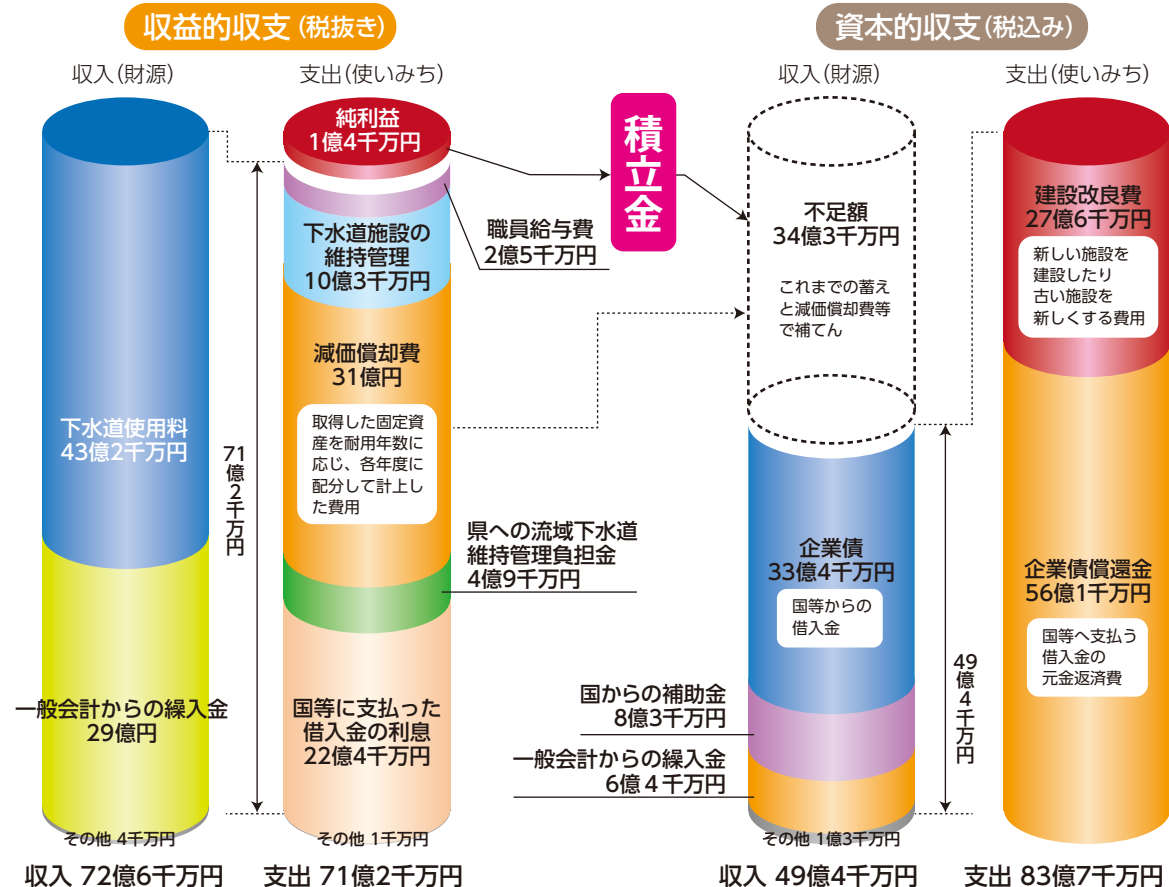 収益的収支(税抜き)
収入(財源)
支出(使いみち)
下水道使用料
43億2千万円
一般会計からの繰入金
29億円
その他 4千万円
収入 72億6千万円
71億2千万円
純利益
1億4千万円
職員給与費
2億5千万円
下水道施設の
維持管理
10億3千万円
減価償却費
31億円
取得した固定資
産を耐用年数に
応じ、各年度に
配分して計上し
た費用
県への流域下水道
維持管理負担金
4億9千万円
国等に支払った
借入金の利息
22億4千万円
その他 1千万円
支出 71億2千万円
積立金
資本的収支(税込み)
収入(財源)
支出(使いみち)
不足額
34億3千万円
これまでの蓄え
と減価償却費等
で補てん
企業債
33億4千万円
国等からの
借入金
国からの補助金
8億3千万円
一般会計からの繰入金
6億4千万円
その他 1億3千万円
収入 49億4千万円
49億4千万円
建設改良費
27億6千万円
新しい施設を
建設したり
古い施設を
新しくする費用
企業債償還金
56億1千万円
国等へ支払う
借入金の
元金返済費
支出 83億7千万円